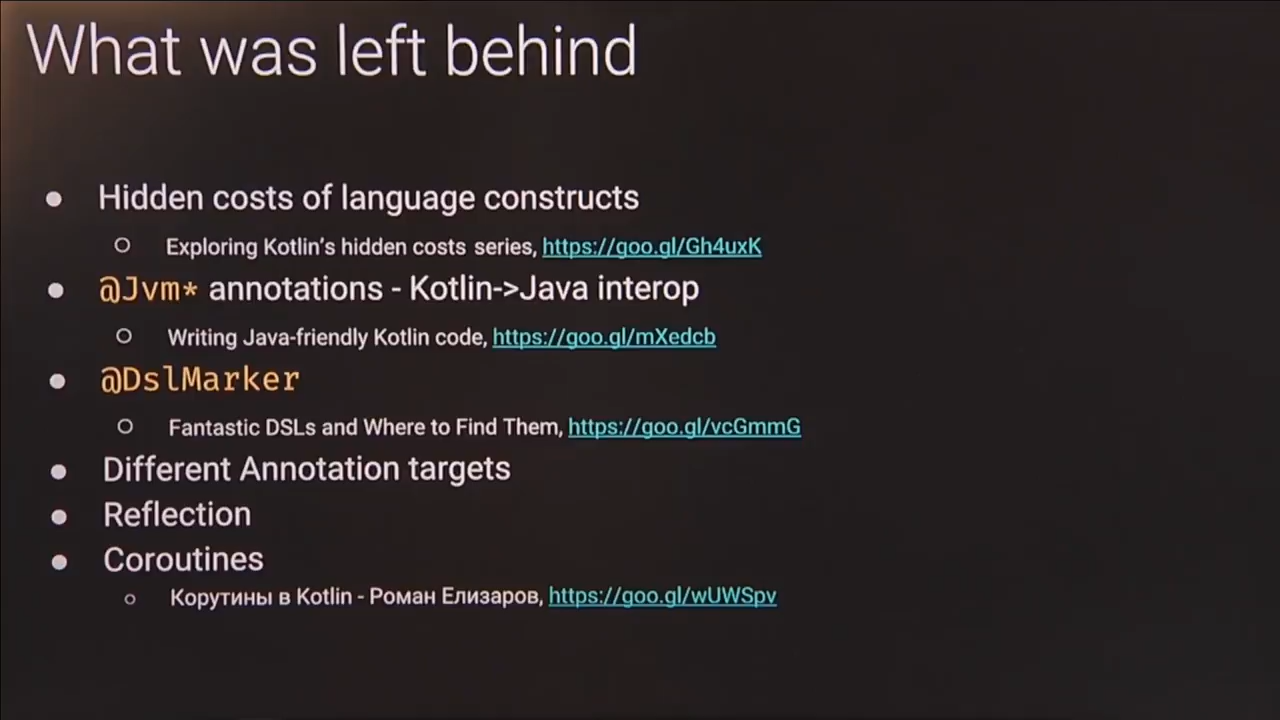 What was left behind
● Hidden costs of language constructs
○ Exploring Kotlin's hidden costs series, https://goo.gl/Gh4uxK
● @Jvm* annotations - Kotlin->Java interop
○ Writing Java-friendly Kotlin code, https://goo.gl/mXedcb
● @DslMarker
○ Fantastic DSLs and Where to Find Them, https://goo.gl/vcGmmG
● Different Annotation targets
● Reflection
● Coroutines
○ Корутины в Kotlin - Роман Елизаров, https://goo.gl/wUWSpv